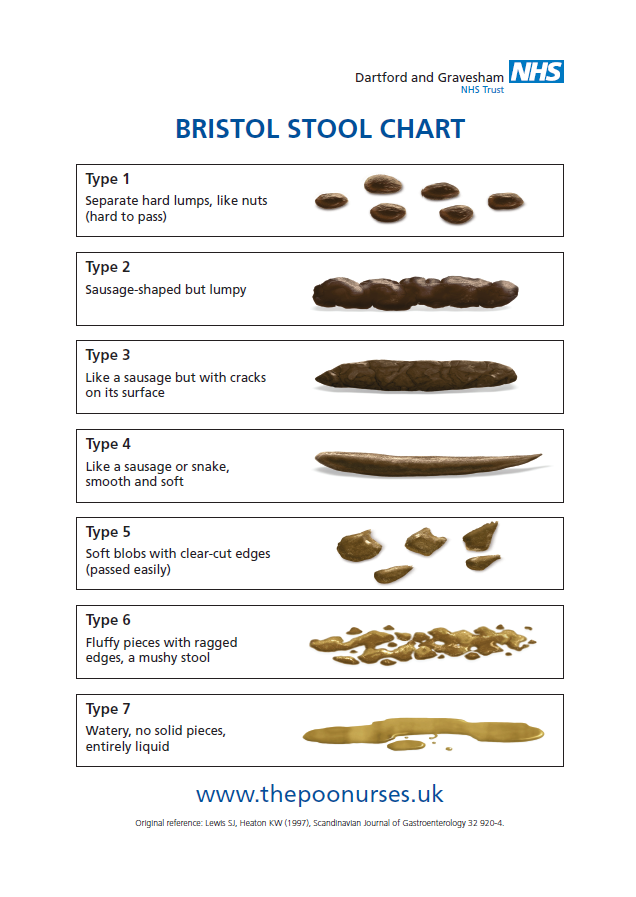 Dartford and Gravesham NHS
NHS Trust
BRISTOL STOOL CHART
Type 1
Separate hard lumps, like nuts
(hard to pass)
Type 2
Sausage-shaped but lumpy
Type 3
Like a sausage but with cracks
on its surface
Type 4
Like a sausage or snake,
smooth and soft
Type 5
Soft blobs with clear-cut edges
(passed easily)
Type 6
Fluffy pieces with ragged
edges, a mushy stool
Type 7
Watery, no solid pieces,
entirely liquid
www.thepoonurses.uk
Original reference: Lewis SJ, Heaton KW (1997), Scandinavian Journal of Gastroenterology 32 920-4.